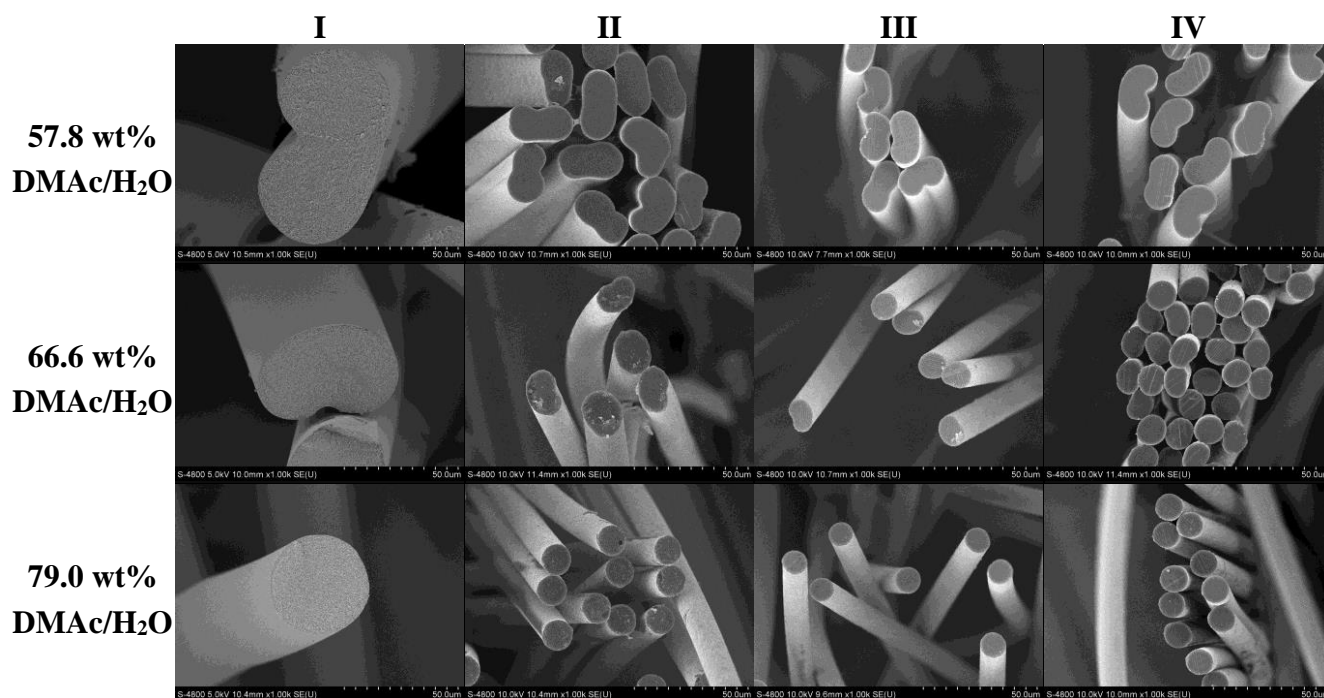 I II III IV
57.8 wt%
DMAc/H₂O
S-4800 5.0kV 10.5mm x1.00k SE(U) 50.0um
S-4800 10.0kV 10.7mm x1.00k SE(U) 50.0um
S-4800 10.0kV 7.7mm x1.00k SE(U) 50.0um
S-4800 10.0kV 10.0mm x1.00k SE(U) 50.0um
66.6 wt%
DMAc/H₂O
S-4800 5.0kV 10.0mm x1.00k SE(U) 50.0um
S-4800 10.0kV 11.4mm x1.00k SE(U) 50.0um
S-4800 10.0kV 10.7mm x1.00k SE(U) 50.0um
S-4800 10.0kV 11.4mm x1.00k SE(U) 50.0um
79.0 wt%
DMAc/H₂O
S-4800 5.0kV 10.4mm x1.00k SE(U) 50.0um
S-4800 10.0kV 10.4mm x1.00k SE(U) 50.0um
S-4800 10.0kV 9.6mm x1.00k SE(U) 50.0um
S-4800 10.0kV 10.0mm x1.00k SE(U) 50.0um